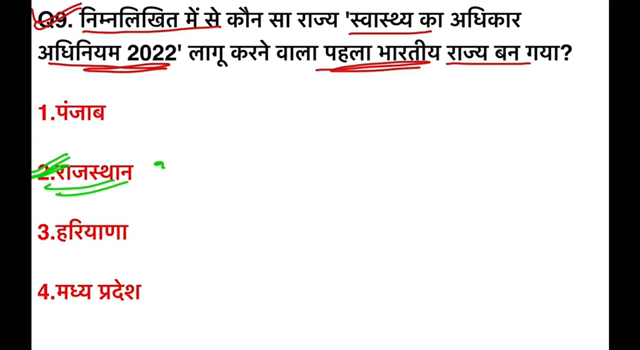 Q9. निम्नलिखित में से कौन सा राज्य 'स्वास्थ्य का अधिकार
अधिनियम 2022' लागू करने वाला पहला भारतीय राज्य बन गया?
1.पंजाब
2.राजस्थान
3.हरियाणा
4.मध्य प्रदेश